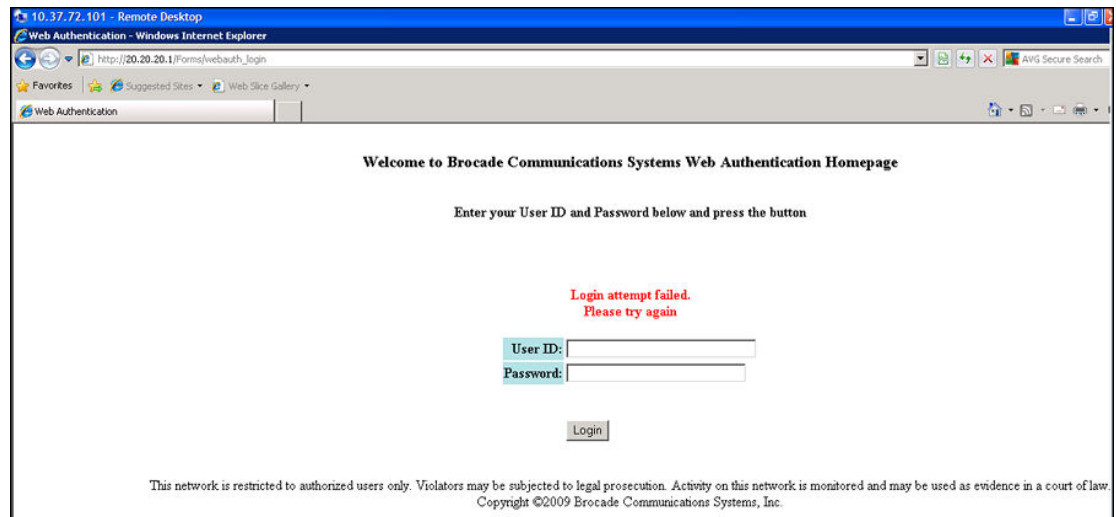 10.37.72.101 - Remote Desktop
Web Authentication - Windows Internet Explorer
http://20.20.20.1/Forms/webauth_login
AVG Secure Search
Favorites
Suggested Sites
Web Slice Gallery
Web Authentication
Welcome to Brocade Communications Systems Web Authentication Homepage
Enter your User ID and Password below and press the button
Login attempt failed.
Please try again
User ID:
Password:
Login
This network is restricted to authorized users only. Violators may be subjected to legal prosecution. Activity on this network is monitored and may be used as evidence in a court of law.
Copyright ©2009 Brocade Communications Systems, Inc.